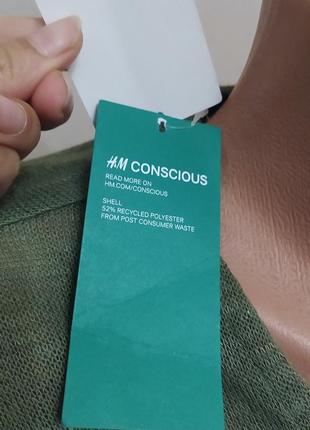 H&M CONSCIOUS
READ MORE ON
HM.COM/CONSCIOUS
SHELL
52% RECYCLED POLYESTER
FROM POST CONSUMER WASTE